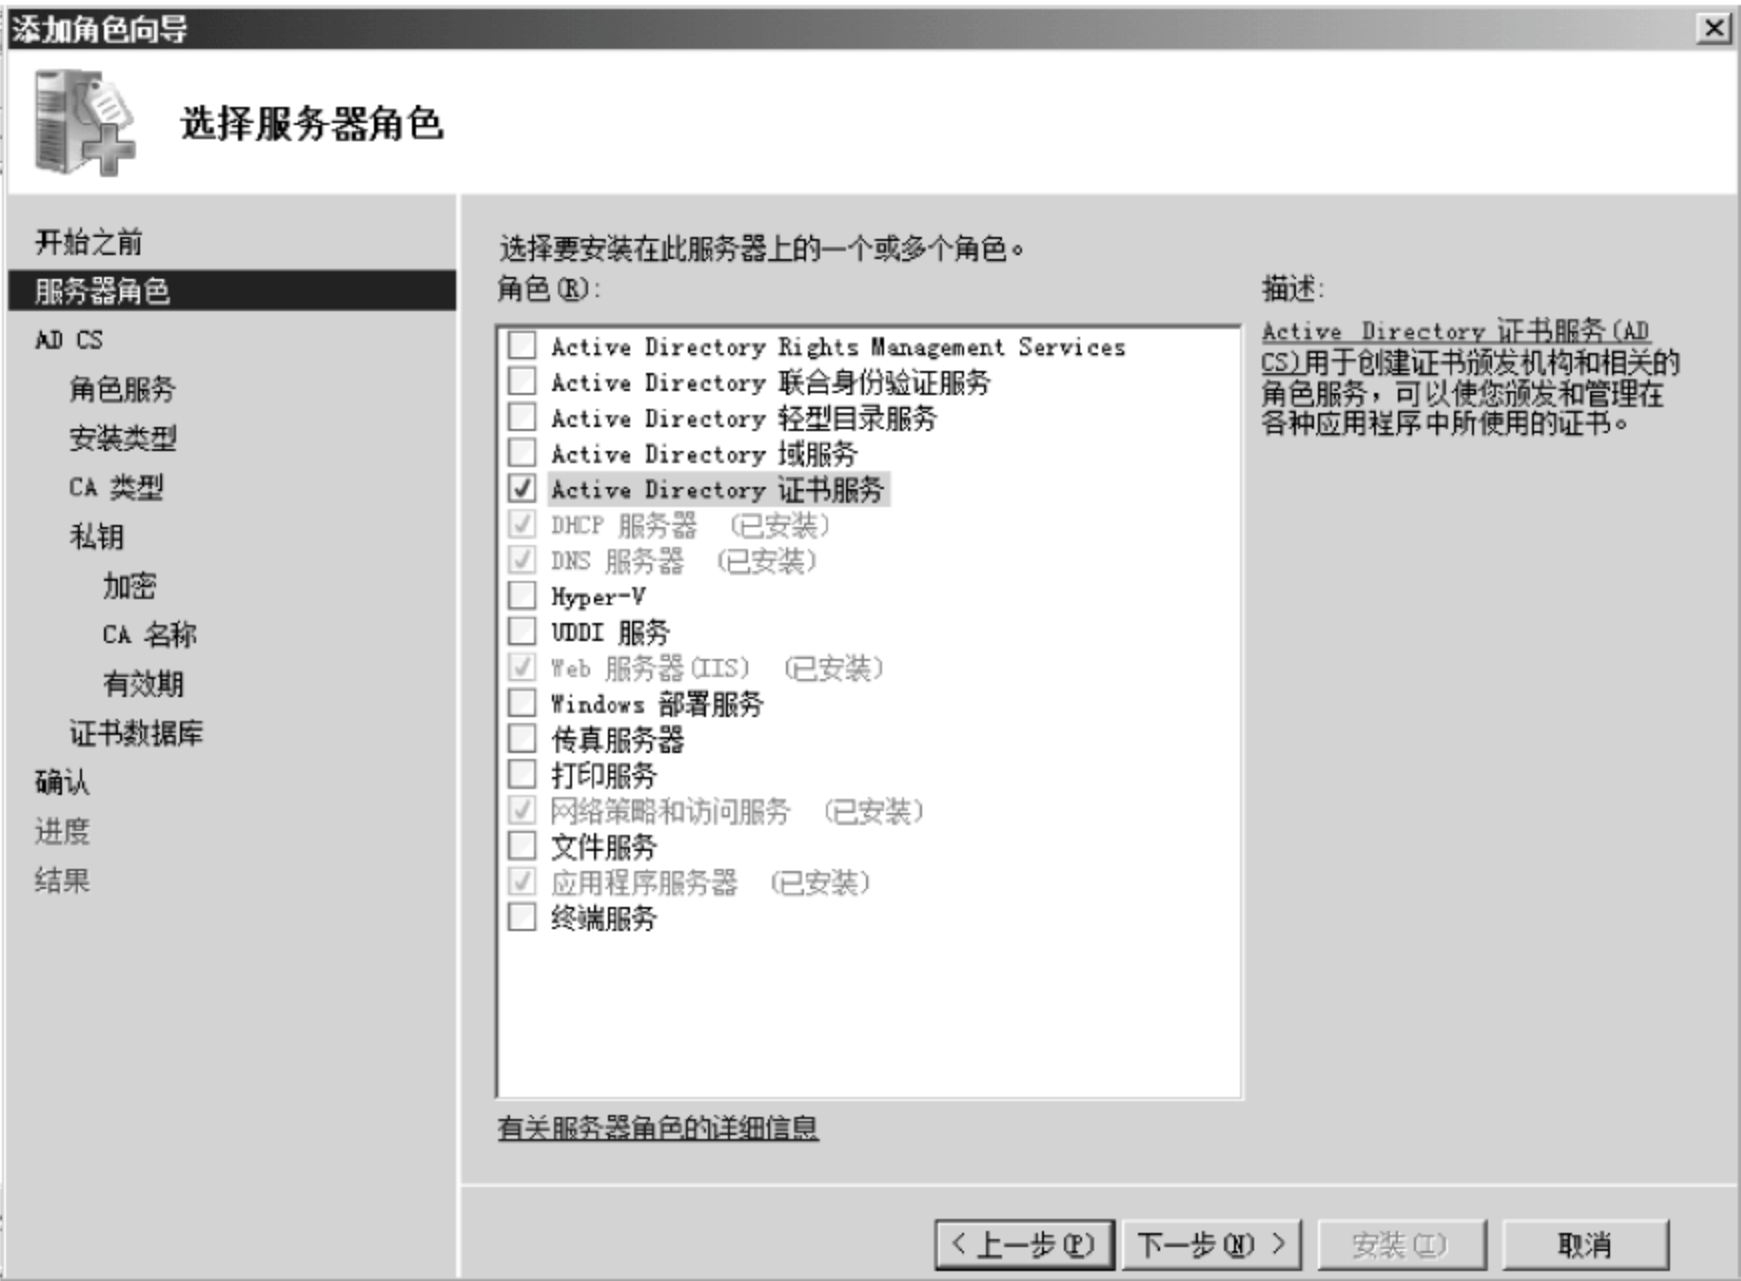 添加角色向导
选择服务器角色
开始之前
服务器角色
AD CS
角色服务
安装类型
CA 类型
私钥
加密
CA 名称
有效期
证书数据库
确认
进度
结果
选择要安装在此服务器上的一个或多个角色。
角色(R):
Active Directory Rights Management Services
Active Directory 联合身份验证服务
Active Directory 轻型目录服务
Active Directory 域服务
Active Directory 证书服务
DHCP 服务器 (已安装)
DNS 服务器 (已安装)
Hyper-V
UDDI 服务
Web 服务器(IIS) (已安装)
Windows 部署服务
传真服务器
打印服务
网络策略和访问服务 (已安装)
文件服务
应用程序服务器 (已安装)
终端服务
有关服务器角色的详细信息
描述:
Active Directory 证书服务(AD
CS)用于创建证书颁发机构和相关的
角色服务，可以使您颁发和管理在
各种应用程序中所使用的证书。
< 上一步(P)
下一步(N) >
安装(I)
取消